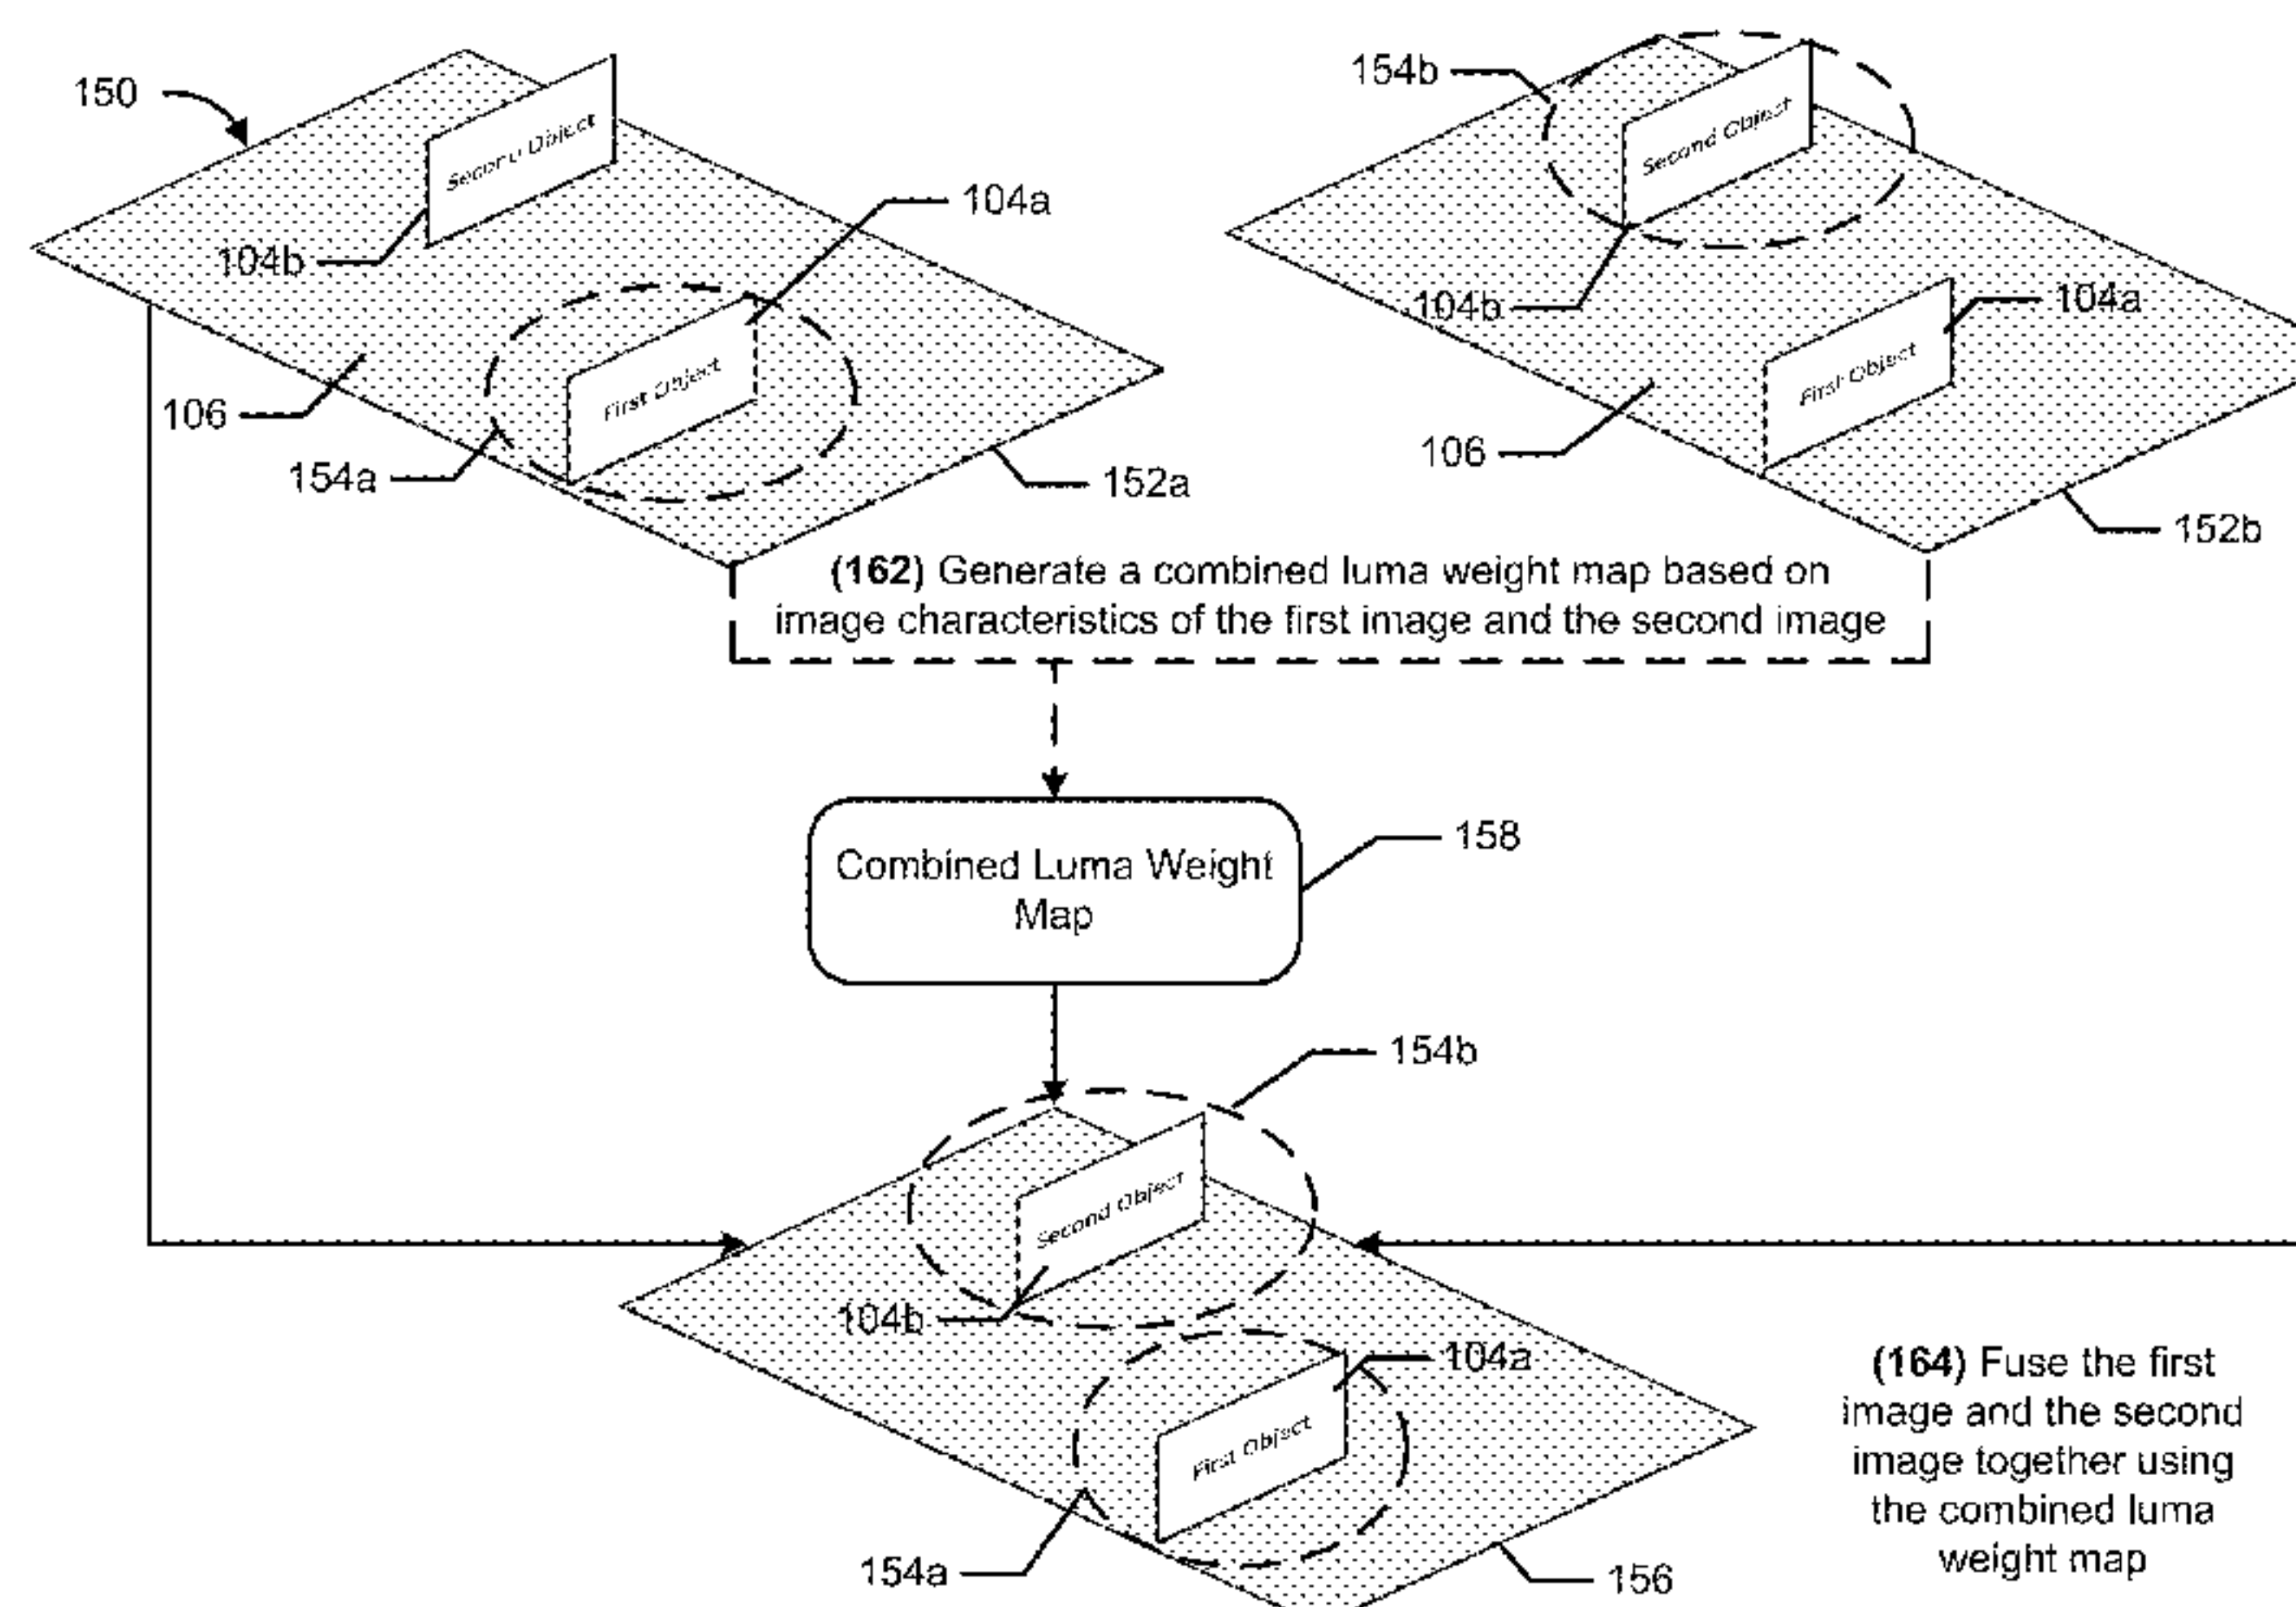 150
154b
Second Object
Second Object
104a
104b
104b
104a
First Object
First Object
106
106
154a
152a
152b
(162) Generate a combined luma weight map based on
image characteristics of the first image and the second image
Combined Luma Weight
Map
158
154b
Second Object
104b
104a
First Object
(164) Fuse the first
image and the second
image together using
the combined luma
weight map
154a
156